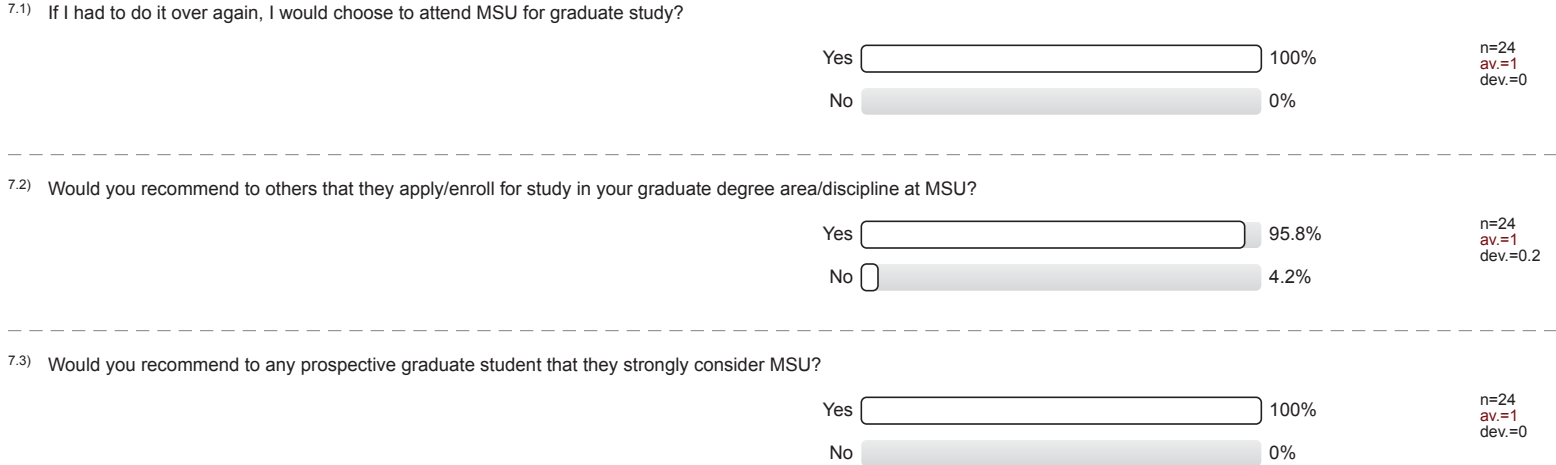 7.1) If I had to do it over again, I would choose to attend MSU for graduate study?
Yes 100%
No 0%
n=24
av.=1
dev.=0
7.2) Would you recommend to others that they apply/enroll for study in your graduate degree area/discipline at MSU?
Yes 95.8%
No 4.2%
n=24
av.=1
dev.=0.2
7.3) Would you recommend to any prospective graduate student that they strongly consider MSU?
Yes 100%
No 0%
n=24
av.=1
dev.=0